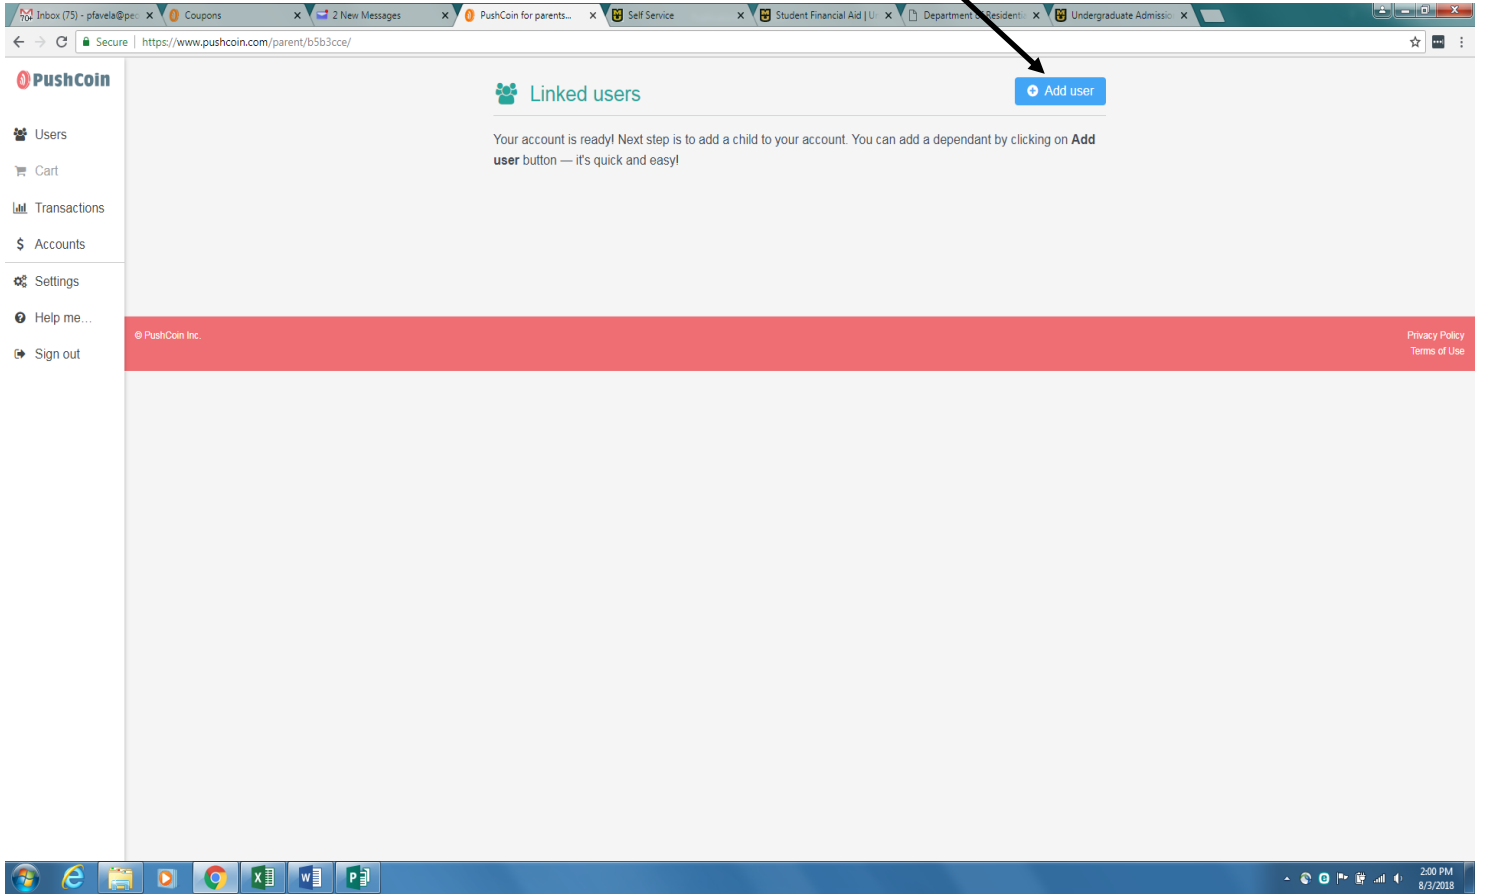 Inbox (75) - pfavela@pec
Coupons
2 New Messages
PushCoin for parents...
Self Service
Student Financial Aid | U
Department of Residentia
Undergraduate Admissio
Secure | https://www.pushcoin.com/parent/b5b3cce/
PushCoin
Users
Cart
Transactions
Accounts
Settings
Help me...
Sign out
Linked users
Add user
Your account is ready! Next step is to add a child to your account. You can add a dependant by clicking on Add
user button — it's quick and easy!
© PushCoin Inc.
Privacy Policy
Terms of Use
2:00 PM
8/3/2018